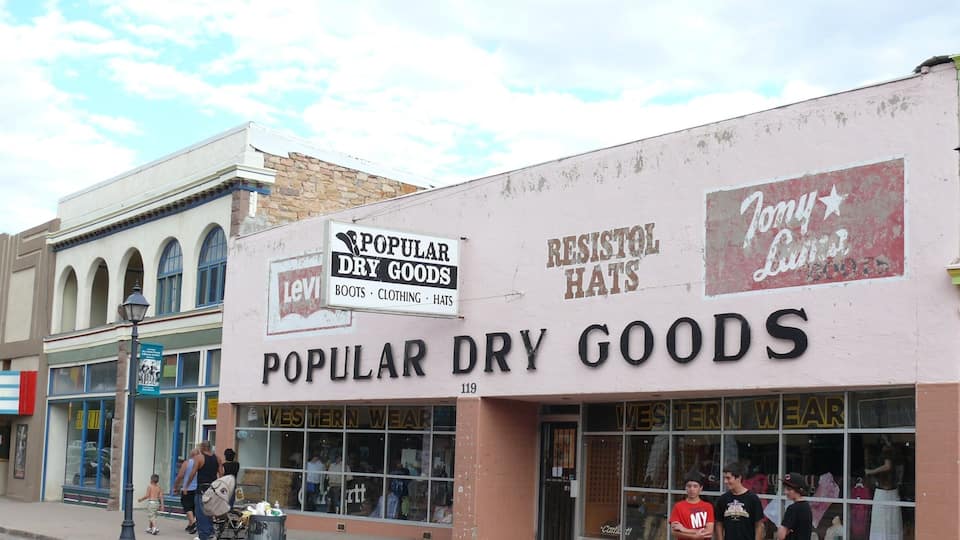 POPULAR
DRY GOODS
BOOTS · CLOTHING · HATS
LEVI
RESISTOL
HATS
Tony
Lama
BOOTS
POPULAR DRY GOODS
119
WESTERN WEAR
WESTERN WEAR
MY